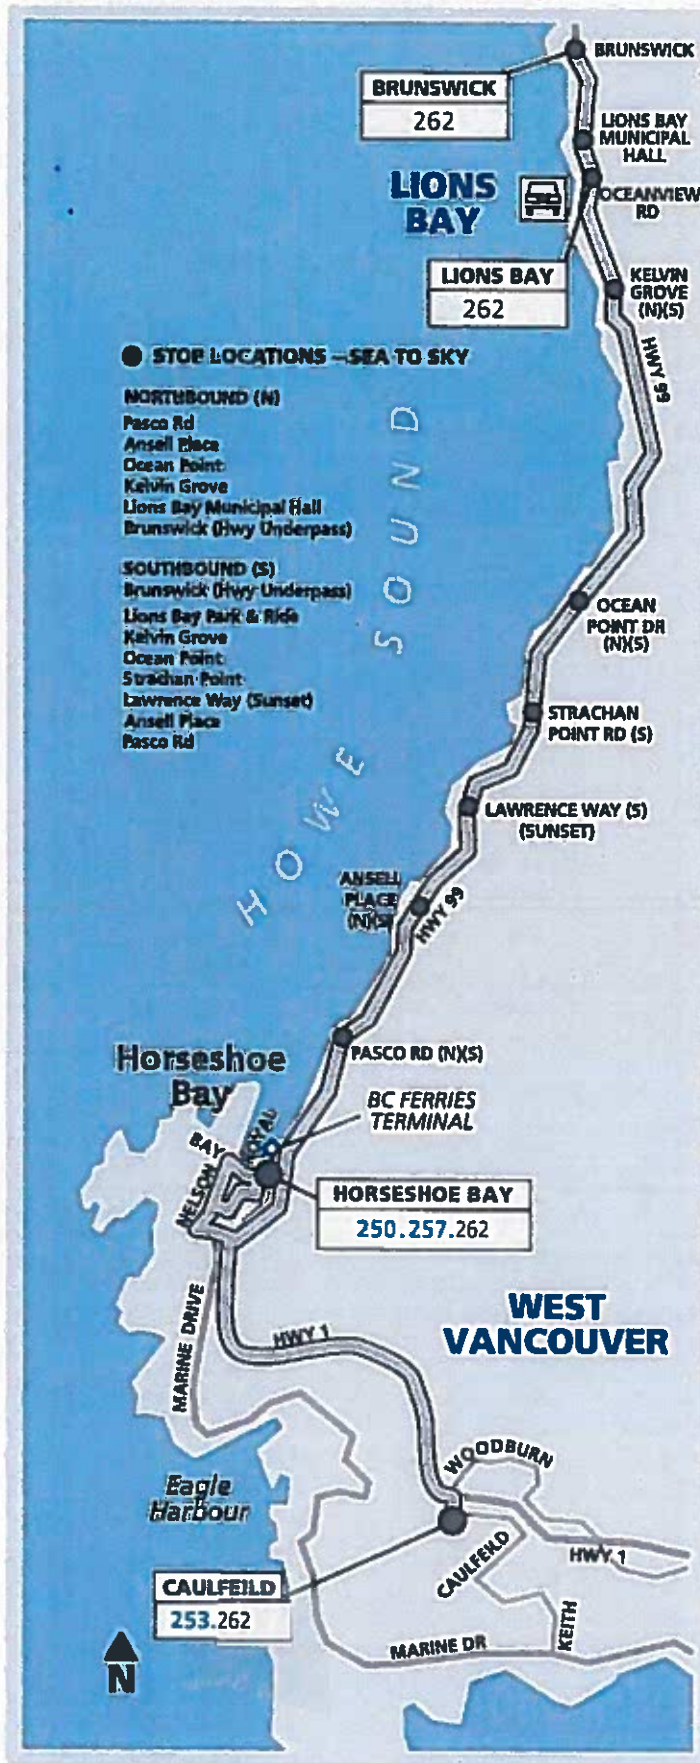 BRUNSWICK
BRUNSWICK
262
LIONS BAY
MUNICIPAL
HALL
LIONS
BAY
OCEANVIEW
RD
LIONS BAY
262
KELVIN
GROVE
(N)(S)
HWY 99
STOP LOCATIONS – SEA TO SKY
NORTHBOUND (N)
Pasco Rd
Ansell Place
Ocean Point
Kelvin Grove
Lions Bay Municipal Hall
Brunswick (Hwy Underpass)
SOUTHBOUND (S)
Brunswick (Hwy Underpass)
Lions Bay Park & Ride
Kelvin Grove
Ocean Point
Strachan Point
Lawrence Way (Sunset)
Ansell Place
Pasco Rd
HOWE SOUND
OCEAN
POINT DR
(N)(S)
STRACHAN
POINT RD (S)
LAWRENCE WAY (S)
(SUNSET)
ANSELL
PLACE
(N)(S)
HWY 99
PASCO RD (N)(S)
Horseshoe
Bay
BC FERRIES
TERMINAL
BAY
ROYAL
NELSON
HORSESHOE BAY
250.257.262
WEST
VANCOUVER
MARINE DRIVE
HWY 1
WOODBURN
Eagle
Harbour
CAULFEILD
HWY 1
CAULFEILD
253.262
KEITH
MARINE DR
N